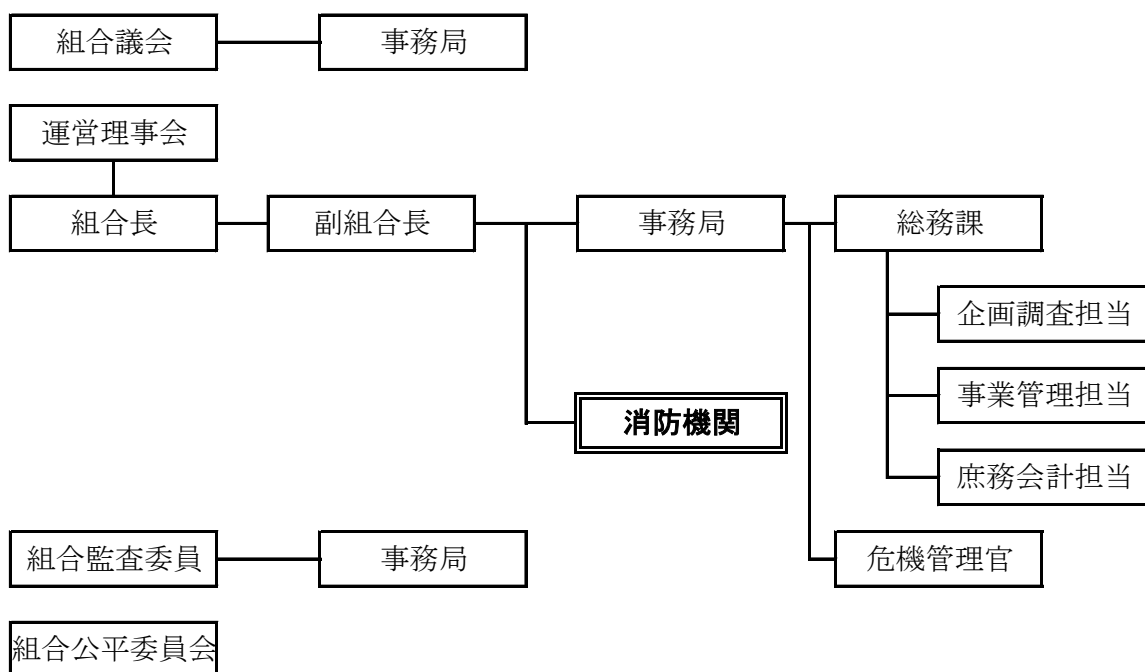 組合議会
事務局
運営理事会
組合長
副組合長
事務局
総務課
企画調査担当
事業管理担当
消防機関
庶務会計担当
組合監査委員
事務局
危機管理官
組合公平委員会